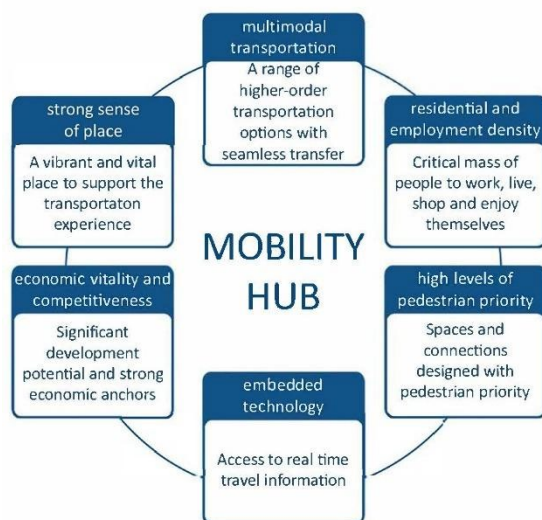 multimodal
transportation
A range of
higher-order
transportation
options with
seamless transfer
strong sense
of place
A vibrant and vital
place to support the
transportaton
experience
residential and
employment density
Critical mass of
people to work, live,
shop and enjoy
themselves
MOBILITY
HUB
economic vitality and
competitiveness
Significant
development
potential and strong
economic anchors
high levels of
pedestrian priority
Spaces and
connections
designed with
pedestrian priority
embedded
technology
Access to real time
travel information